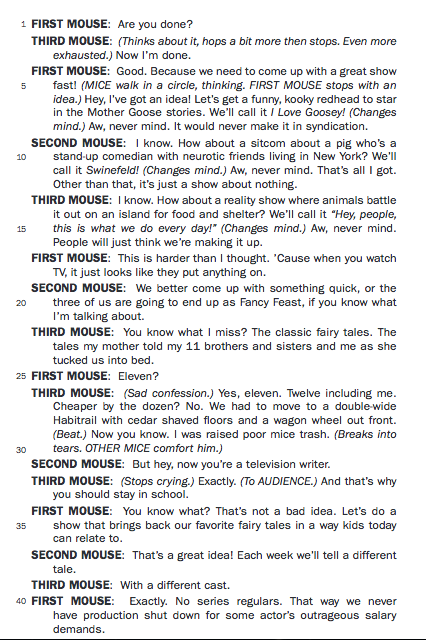 1 FIRST MOUSE: Are you done?
THIRD MOUSE: (Thinks about it, hops a bit more then stops. Even more
exhausted.) Now I'm done.
FIRST MOUSE: Good. Because we need to come up with a great show
5 fast! (MICE walk in a circle, thinking. FIRST MOUSE stops with an
idea.) Hey, I've got an idea! Let's get a funny, kooky redhead to star
in the Mother Goose stories. We'll call it I Love Goosey! (Changes
mind.) Aw, never mind. It would never make it in syndication.
SECOND MOUSE: I know. How about a sitcom about a pig who's a
10 stand-up comedian with neurotic friends living in New York? We'll
call it Swinefeld! (Changes mind.) Aw, never mind. That's all I got.
Other than that, it's just a show about nothing.
THIRD MOUSE: I know. How about a reality show where animals battle
it out on an island for food and shelter? We'll call it "Hey, people,
15 this is what we do every day!" (Changes mind.) Aw, never mind.
People will just think we're making it up.
FIRST MOUSE: This is harder than I thought. 'Cause when you watch
TV, it just looks like they put anything on.
SECOND MOUSE: We better come up with something quick, or the
20 three of us are going to end up as Fancy Feast, if you know what
I'm talking about.
THIRD MOUSE: You know what I miss? The classic fairy tales. The
tales my mother told my 11 brothers and sisters and me as she
tucked us into bed.
25 FIRST MOUSE: Eleven?
THIRD MOUSE: (Sad confession.) Yes, eleven. Twelve including me.
Cheaper by the dozen? No. We had to move to a double-wide
Habitrail with cedar shaved floors and a wagon wheel out front.
(Beat.) Now you know. I was raised poor mice trash. (Breaks into
30 tears. OTHER MICE comfort him.)
SECOND MOUSE: But hey, now you're a television writer.
THIRD MOUSE: (Stops crying.) Exactly. (To AUDIENCE.) And that's why
you should stay in school.
FIRST MOUSE: You know what? That's not a bad idea. Let's do a
35 show that brings back our favorite fairy tales in a way kids today
can relate to.
SECOND MOUSE: That's a great idea! Each week we'll tell a different
tale.
THIRD MOUSE: With a different cast.
40 FIRST MOUSE: Exactly. No series regulars. That way we never
have production shut down for some actor's outrageous salary
demands.